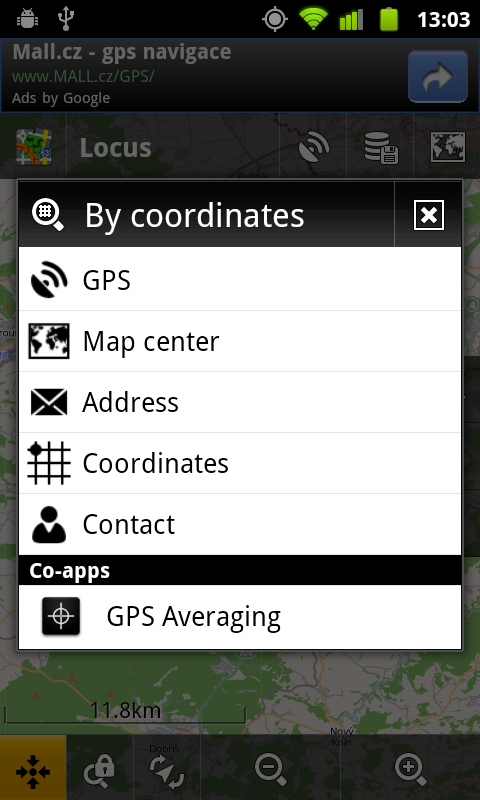 13:03
Mall.cz - gps navigace
www.MALL.cz/GPS/
Ads by Google
Locus
By coordinates
GPS
Map center
Address
Coordinates
Contact
Co-apps
GPS Averaging
11.8km
Nový
Knín
Dobříš